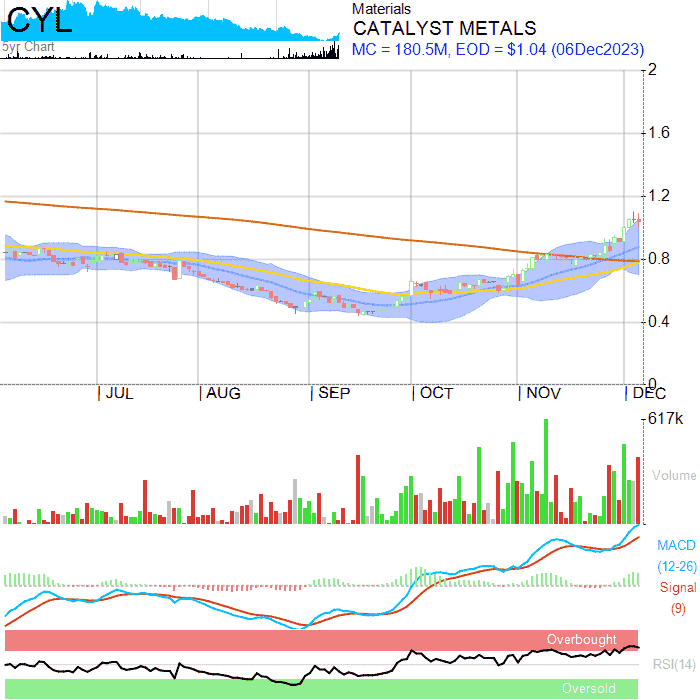 CYL
5yr Chart
Materials
CATALYST METALS
MC = 180.5M, EOD = $1.04 (06Dec2023)
2
1.6
1.2
0.8
0.4
0
JUL
AUG
SEP
OCT
NOV
DEC
617k
Volume
MACD
(12-26)
Signal
(9)
Overbought
RSI(14)
Oversold